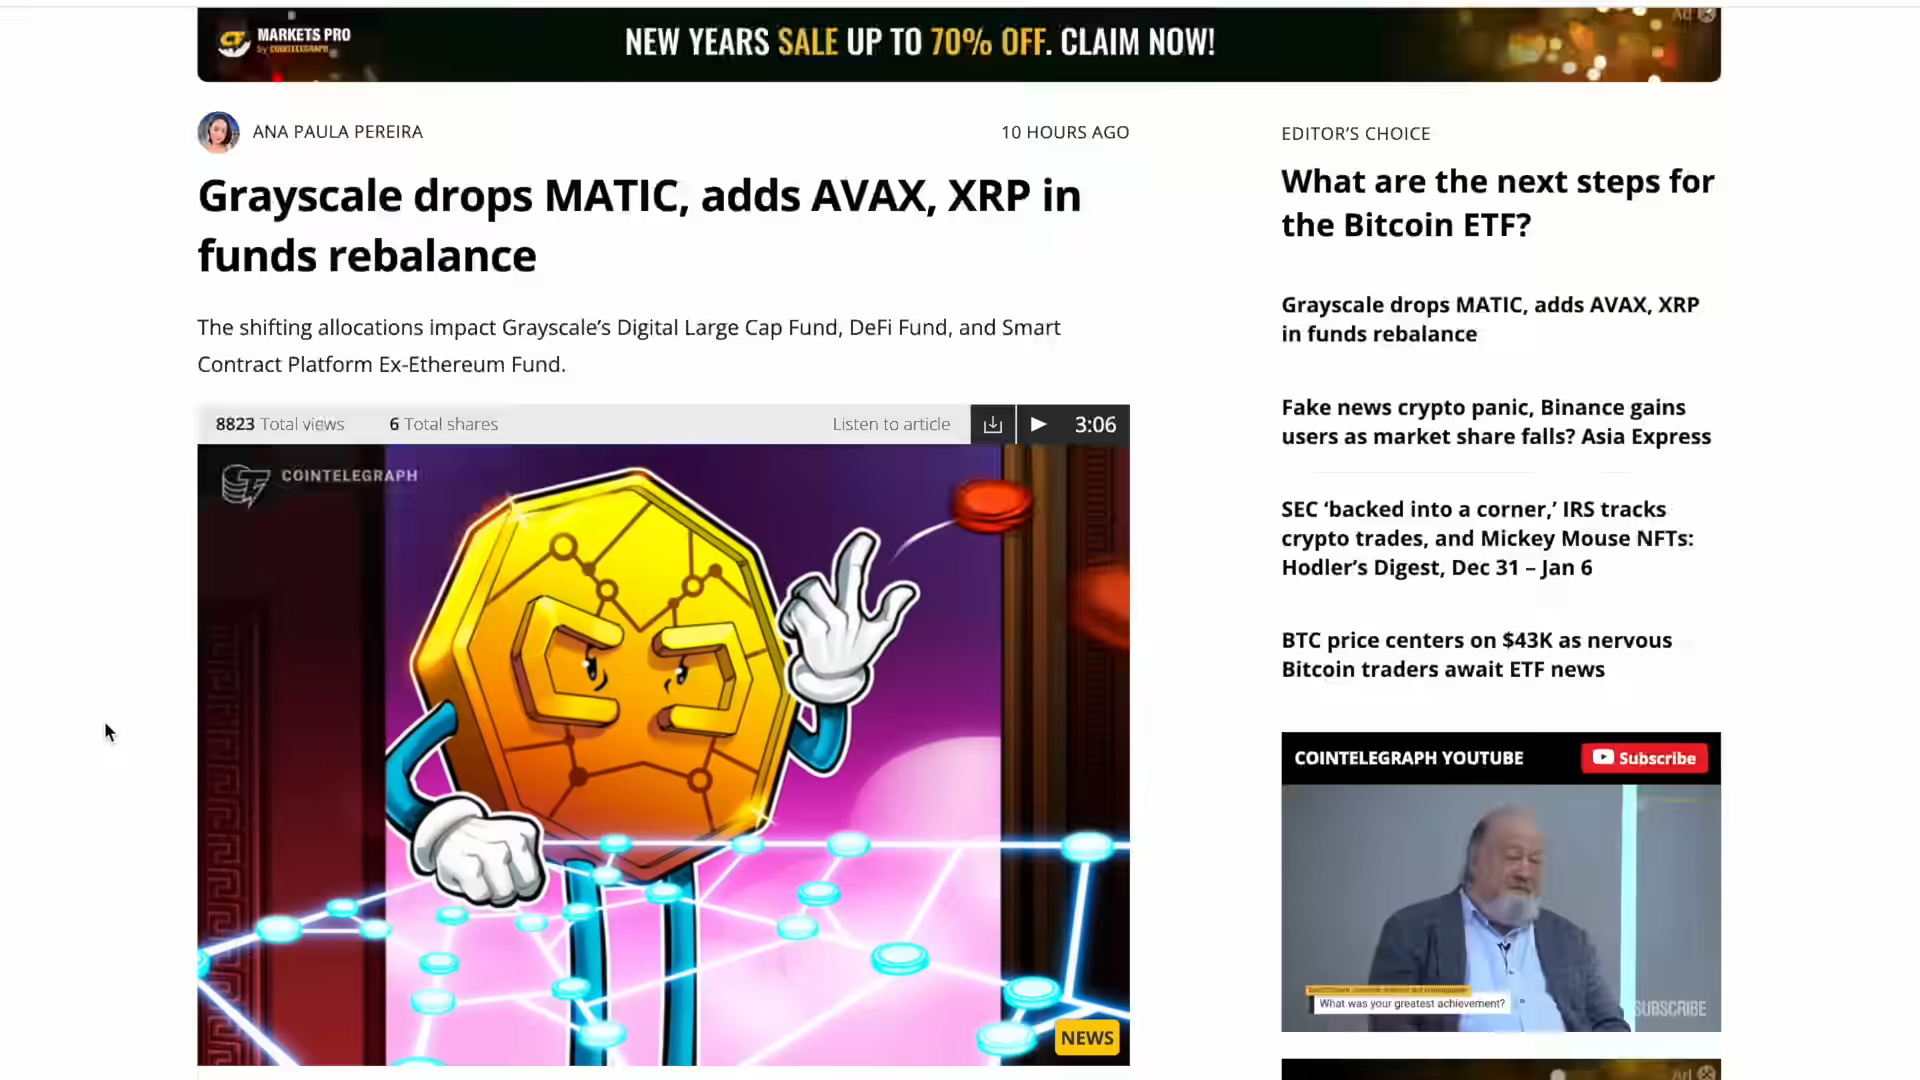 MARKETS PRO
by COINTELEGRAPH
NEW YEARS SALE UP TO 70% OFF. CLAIM NOW!
Ad
ANA PAULA PEREIRA
10 HOURS AGO
Grayscale drops MATIC, adds AVAX, XRP in
funds rebalance
The shifting allocations impact Grayscale’s Digital Large Cap Fund, DeFi Fund, and Smart
Contract Platform Ex-Ethereum Fund.
8823 Total views
6 Total shares
Listen to article
3:06
COINTELEGRAPH
NEWS
EDITOR’S CHOICE
What are the next steps for
the Bitcoin ETF?
Grayscale drops MATIC, adds AVAX, XRP
in funds rebalance
Fake news crypto panic, Binance gains
users as market share falls? Asia Express
SEC ‘backed into a corner,’ IRS tracks
crypto trades, and Mickey Mouse NFTs:
Hodler’s Digest, Dec 31 – Jan 6
BTC price centers on $43K as nervous
Bitcoin traders await ETF news
COINTELEGRAPH YOUTUBE
Subscribe
What was your greatest achievement?
SUBSCRIBE
Ad